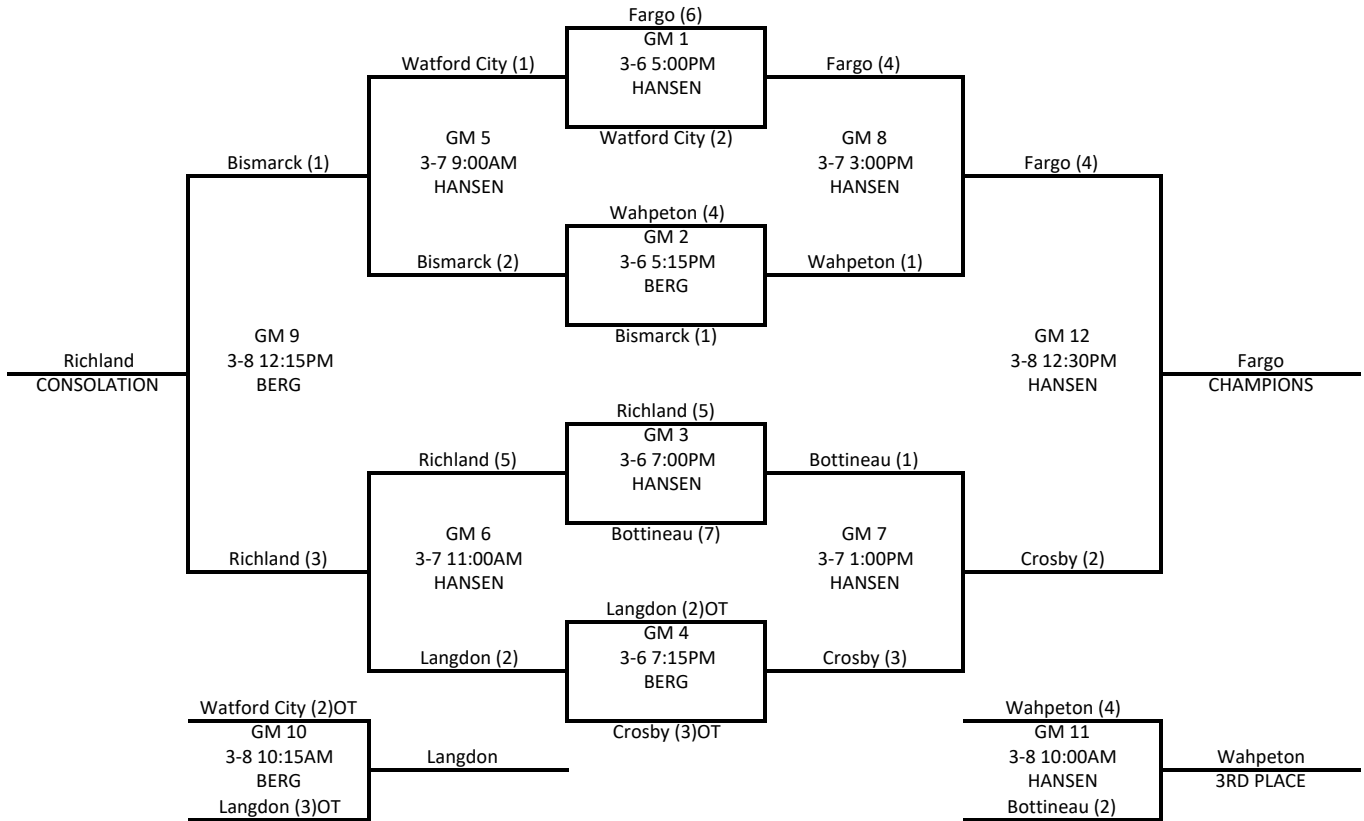 Fargo (6)
GM 1
3-6 5:00PM
HANSEN
Watford City (1)
Fargo (4)
Watford City (2)
GM 5
3-7 9:00AM
HANSEN
GM 8
3-7 3:00PM
HANSEN
Bismarck (1)
Fargo (4)
Wahpeton (4)
GM 2
3-6 5:15PM
BERG
Bismarck (2)
Wahpeton (1)
Bismarck (1)
GM 9
3-8 12:15PM
BERG
GM 12
3-8 12:30PM
HANSEN
Richland
CONSOLATION
Fargo
CHAMPIONS
Richland (5)
GM 3
3-6 7:00PM
HANSEN
Richland (5)
Bottineau (1)
Bottineau (7)
GM 6
3-7 11:00AM
HANSEN
GM 7
3-7 1:00PM
HANSEN
Richland (3)
Crosby (2)
Langdon (2)OT
GM 4
3-6 7:15PM
BERG
Langdon (2)
Crosby (3)
Crosby (3)OT
Watford City (2)OT
GM 10
3-8 10:15AM
BERG
Langdon
Langdon (3)OT
Wahpeton (4)
GM 11
3-8 10:00AM
HANSEN
Wahpeton
3RD PLACE
Bottineau (2)